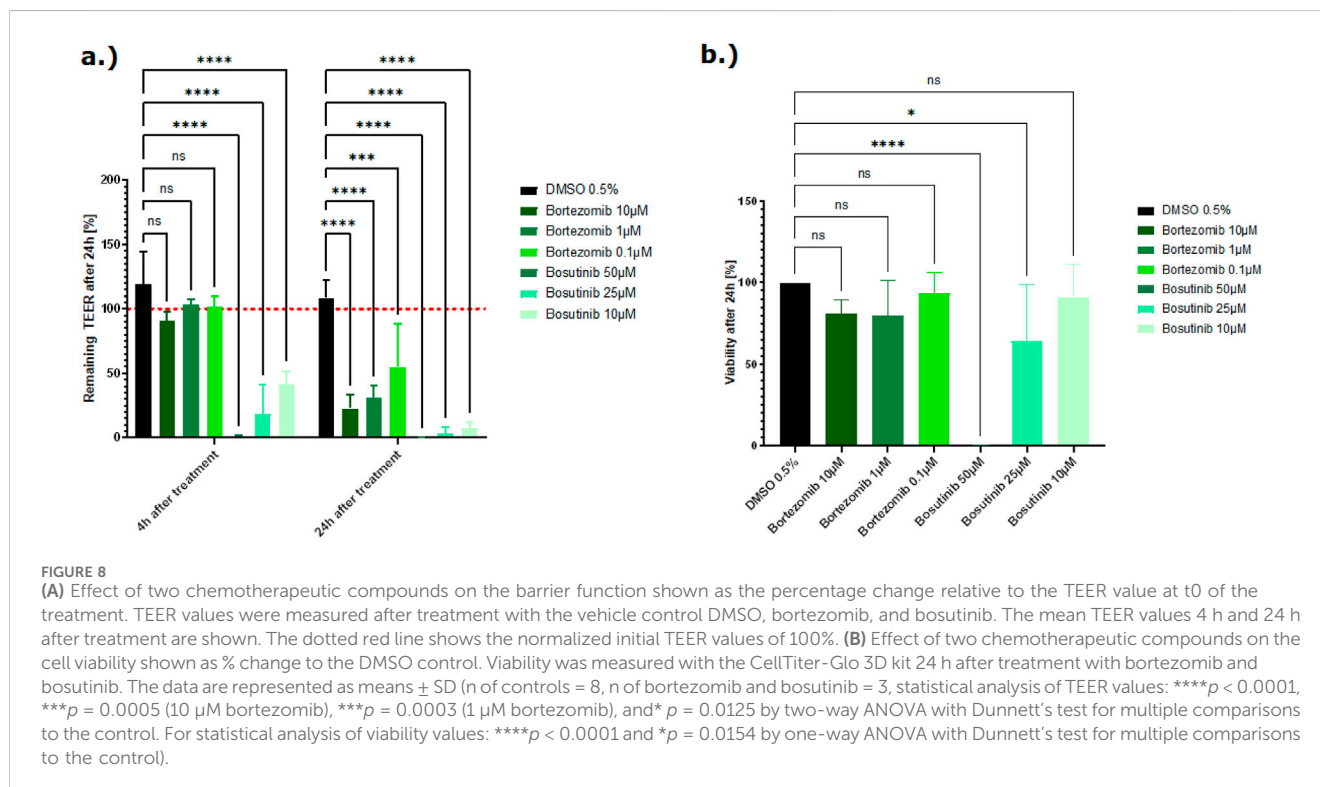 a.)
****
****
****
ns
ns
ns
****
****
****
***
****
****
Remaining TEER after 24h [%]
200
150
100
50
0
4h after treatment
24h after treatment
DMSO 0.5%
Bortezomib 10µM
Bortezomib 1µM
Bortezomib 0.1µM
Bosutinib 50µM
Bosutinib 25µM
Bosutinib 10µM
b.)
ns
*
****
ns
ns
ns
Viability after 24h [%]
150
100
50
0
DMSO 0.5%
Bortezomib 10µM
Bortezomib 1µM
Bortezomib 0.1µM
Bosutinib 50µM
Bosutinib 25µM
Bosutinib 10µM
DMSO 0.5%
Bortezomib 10µM
Bortezomib 1µM
Bortezomib 0.1µM
Bosutinib 50µM
Bosutinib 25µM
Bosutinib 10µM
FIGURE 8
(A) Effect of two chemotherapeutic compounds on the barrier function shown as the percentage change relative to the TEER value at t0 of the
treatment. TEER values were measured after treatment with the vehicle control DMSO, bortezomib, and bosutinib. The mean TEER values 4 h and 24 h
after treatment are shown. The dotted red line shows the normalized initial TEER values of 100%. (B) Effect of two chemotherapeutic compounds on the
cell viability shown as % change to the DMSO control. Viability was measured with the CellTiter-Glo 3D kit 24 h after treatment with bortezomib and
bosutinib. The data are represented as means ± SD (n of controls = 8, n of bortezomib and bosutinib = 3, statistical analysis of TEER values: ****p < 0.0001,
***p = 0.0005 (10 µM bortezomib), ***p = 0.0003 (1 µM bortezomib), and* p = 0.0125 by two-way ANOVA with Dunnett's test for multiple comparisons
to the control. For statistical analysis of viability values: ****p < 0.0001 and *p = 0.0154 by one-way ANOVA with Dunnett's test for multiple comparisons
to the control).